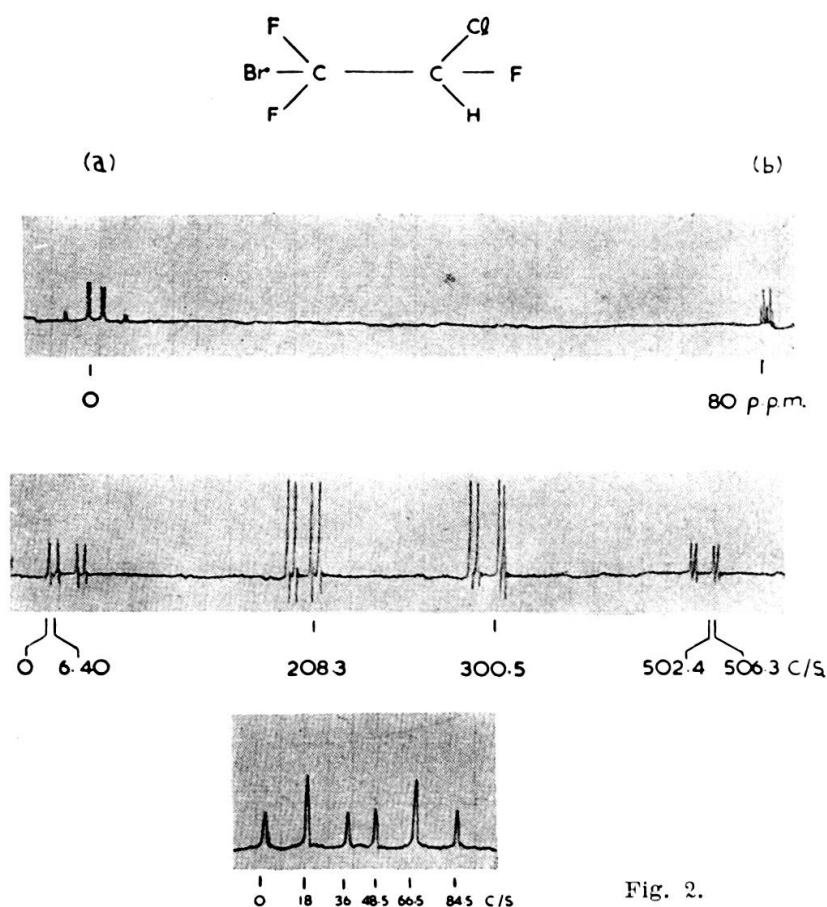 F Cl
Br C C F
F H
(a) (b)
0 80 p.p.m.
0 6.40 208.3 300.5 502.4 506.3 C/S
0 18 36 48.5 66.5 84.5 C/S
Fig. 2.